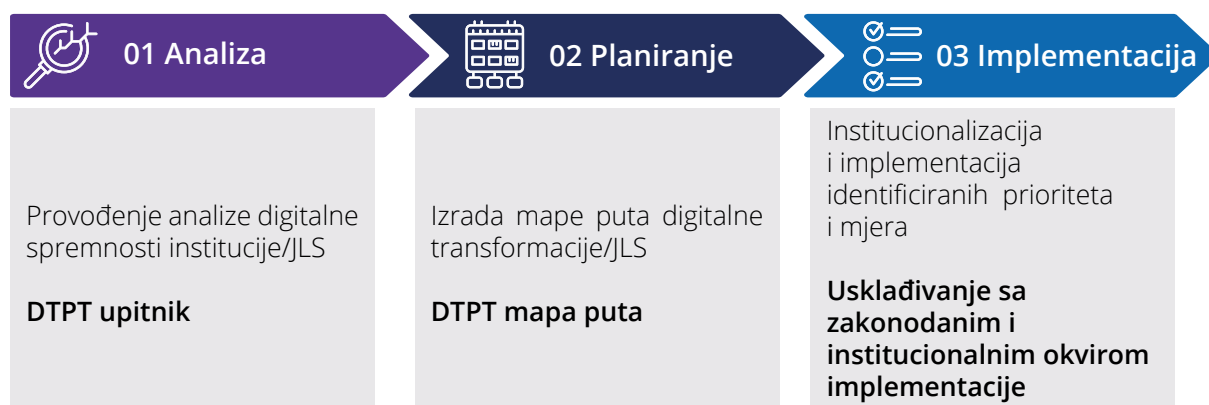 01 Analiza
Provođenje analize digitalne
spremnosti institucije/JLS
DTPT upitnik
02 Planiranje
Izrada mape puta digitalne
transformacije/JLS
DTPT mapa puta
03 Implementacija
Institucionalizacija
i implementacija
identificiranih prioriteta
i mjera
Usklađivanje sa
zakonodanim i
institucionalnim okvirom
implementacije